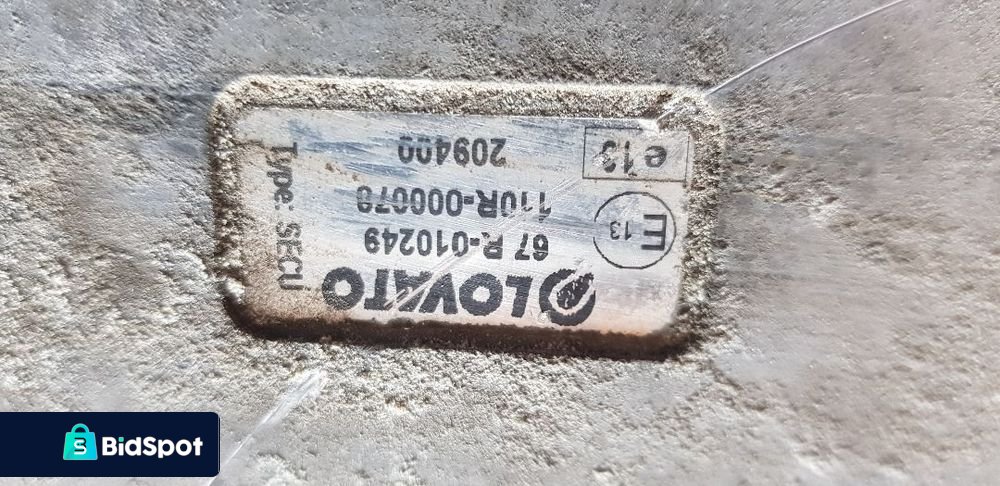 LOVATO
67 R-010249
110R-000078
209400
E 13
e13
Type: SECU
BidSpot